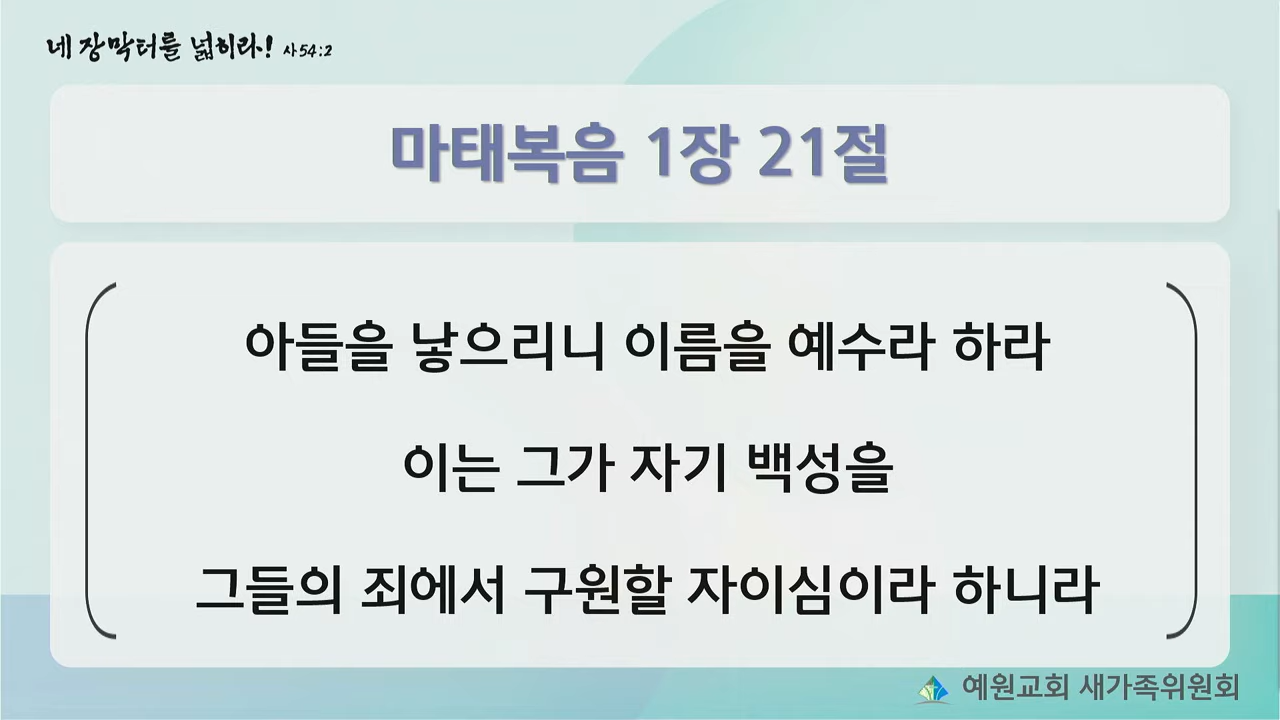 네 장막터를 넓히라! 사54:2
마태복음 1장 21절
아들을 낳으리니 이름을 예수라 하라
이는 그가 자기 백성을
그들의 죄에서 구원할 자이심이라 하니라
예원교회 새가족위원회